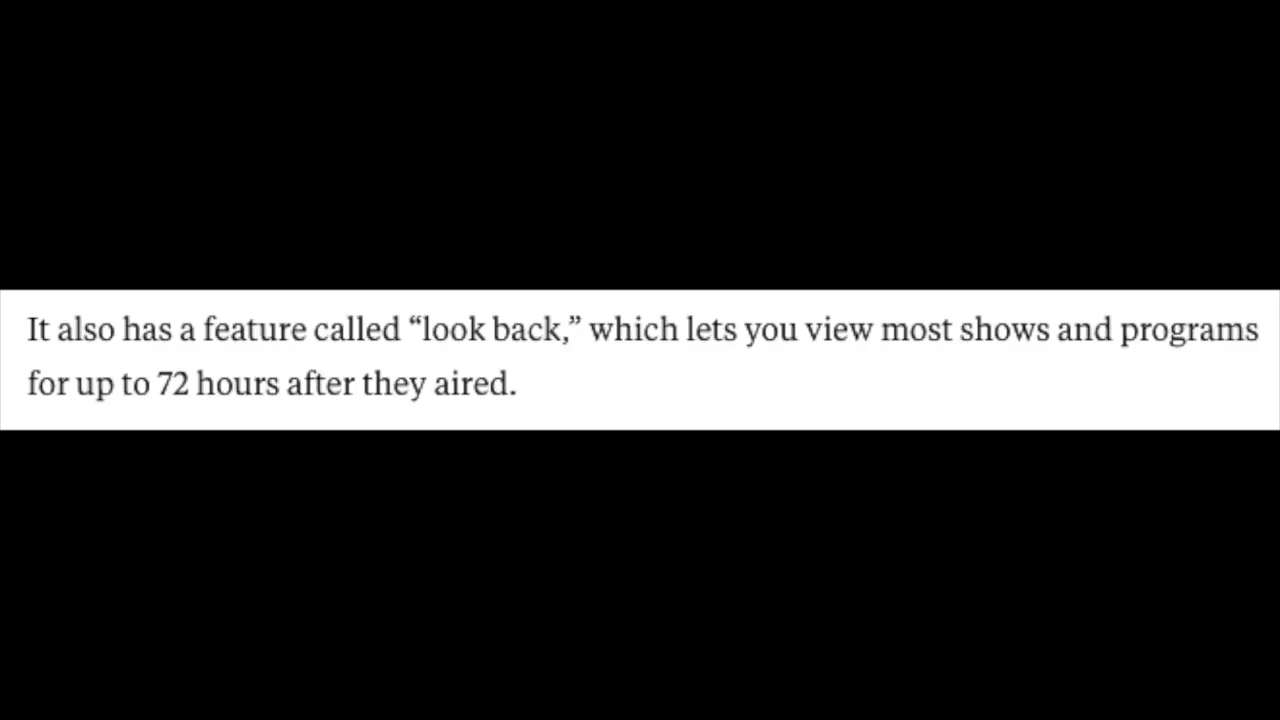 It also has a feature called “look back,” which lets you view most shows and programs
for up to 72 hours after they aired.